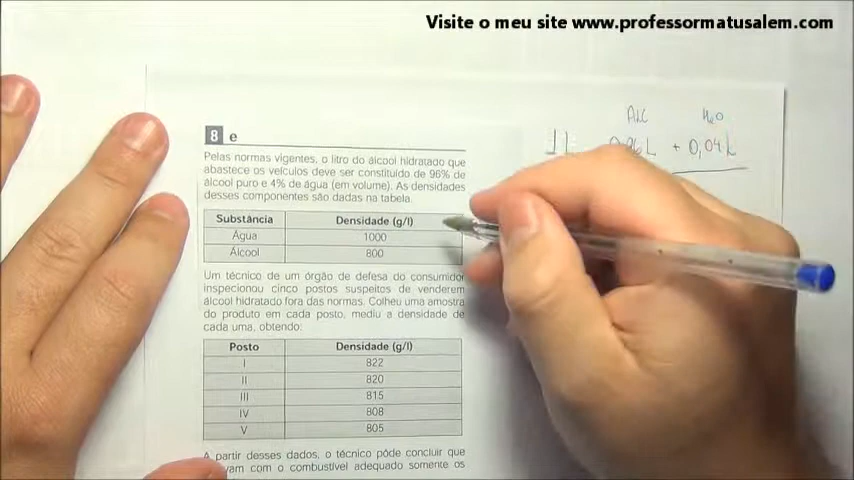 Visite o meu site www.professormatusalem.com
8 e
Pelas normas vigentes, o litro do álcool hidratado que
abastece os veículos deve ser constituído de 96% de
álcool puro e 4% de água (em volume). As densidades
desses componentes são dadas na tabela.
Substância Densidade (g/l)
Água 1000
Álcool 800
Um técnico de um órgão de defesa do consumidor
inspecionou cinco postos suspeitos de venderem
álcool hidratado fora das normas. Colheu uma amostra
do produto em cada posto, mediu a densidade de
cada uma, obtendo:
Posto Densidade (g/l)
I 822
II 820
III 815
IV 808
V 805
A partir desses dados, o técnico pôde concluir que
com o combustível adequado somente os
Alc H2O
1L 0,96L + 0,04L